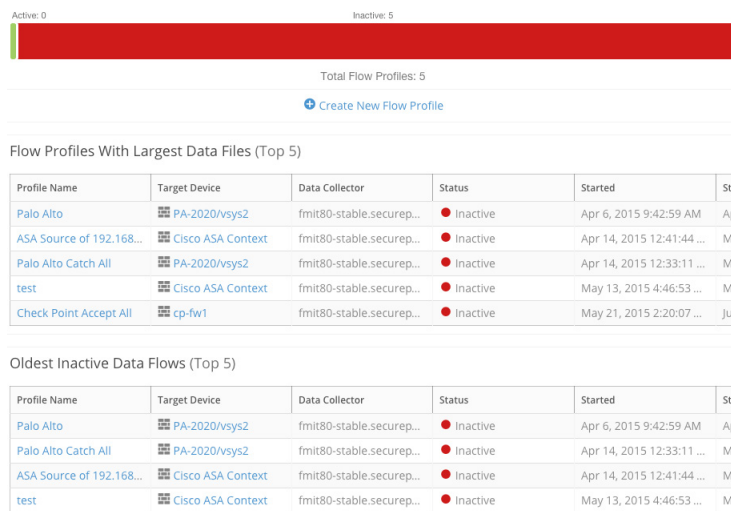 Active: 0 Inactive: 5
Total Flow Profiles: 5
Create New Flow Profile
Flow Profiles With Largest Data Files (Top 5)
Profile Name Target Device Data Collector Status Started St
Palo Alto PA-2020/vsys2 fmit80-stable.securep... Inactive Apr 6, 2015 9:42:59 AM A
ASA Source of 192.168... Cisco ASA Context fmit80-stable.securep... Inactive Apr 14, 2015 12:41:44 ... M
Palo Alto Catch All PA-2020/vsys2 fmit80-stable.securep... Inactive Apr 14, 2015 12:33:11 ... M
test Cisco ASA Context fmit80-stable.securep... Inactive May 13, 2015 4:46:53 ... M
Check Point Accept All cp-fw1 fmit80-stable.securep... Inactive May 21, 2015 2:20:07 ... Ju
Oldest Inactive Data Flows (Top 5)
Profile Name Target Device Data Collector Status Started St
Palo Alto PA-2020/vsys2 fmit80-stable.securep... Inactive Apr 6, 2015 9:42:59 AM A
Palo Alto Catch All PA-2020/vsys2 fmit80-stable.securep... Inactive Apr 14, 2015 12:33:11 ... M
ASA Source of 192.168... Cisco ASA Context fmit80-stable.securep... Inactive Apr 14, 2015 12:41:44 ... M
test Cisco ASA Context fmit80-stable.securep... Inactive May 13, 2015 4:46:53 ... M